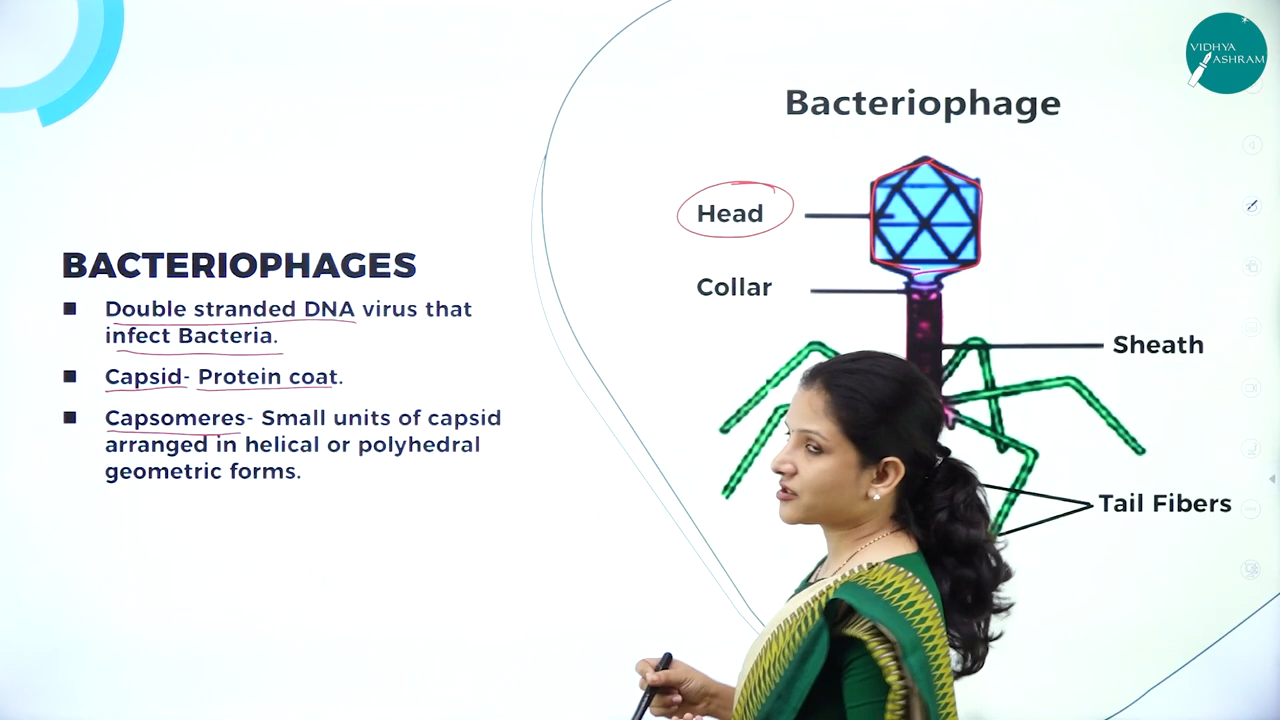 VIDHYA
ASHRAM
Bacteriophage
Head
Collar
Sheath
Tail Fibers
BACTERIOPHAGES
Double stranded DNA virus that
infect Bacteria.
Capsid- Protein coat.
Capsomeres- Small units of capsid
arranged in helical or polyhedral
geometric forms.